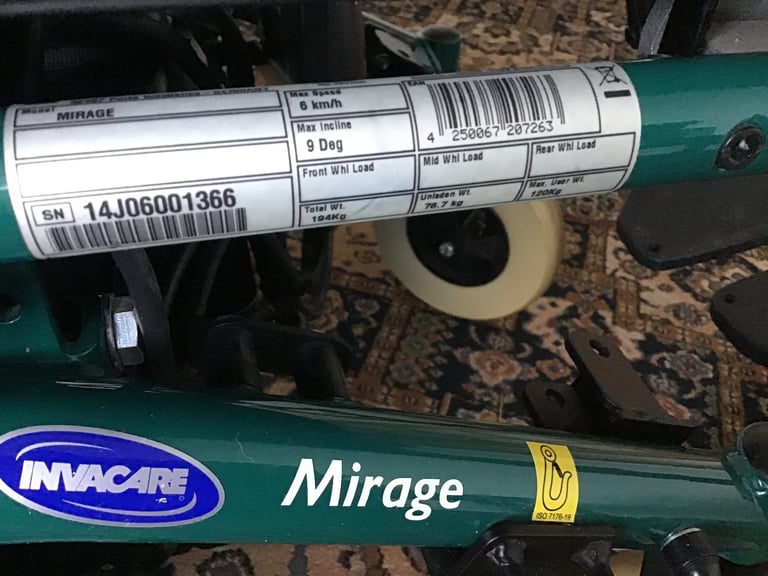 Model
MIRAGE
SN 14J06001366
Max Speed
6 km/h
Max Incline
9 Deg
Front Whl Load
Total Wt.
194Kg
EAN
4 250067 207263
Mid Whl Load
Unladen Wt.
76.7 kg
Rear Whl Load
Max. User Wt.
120Kg
INVACARE
Mirage
ISO 7176-19